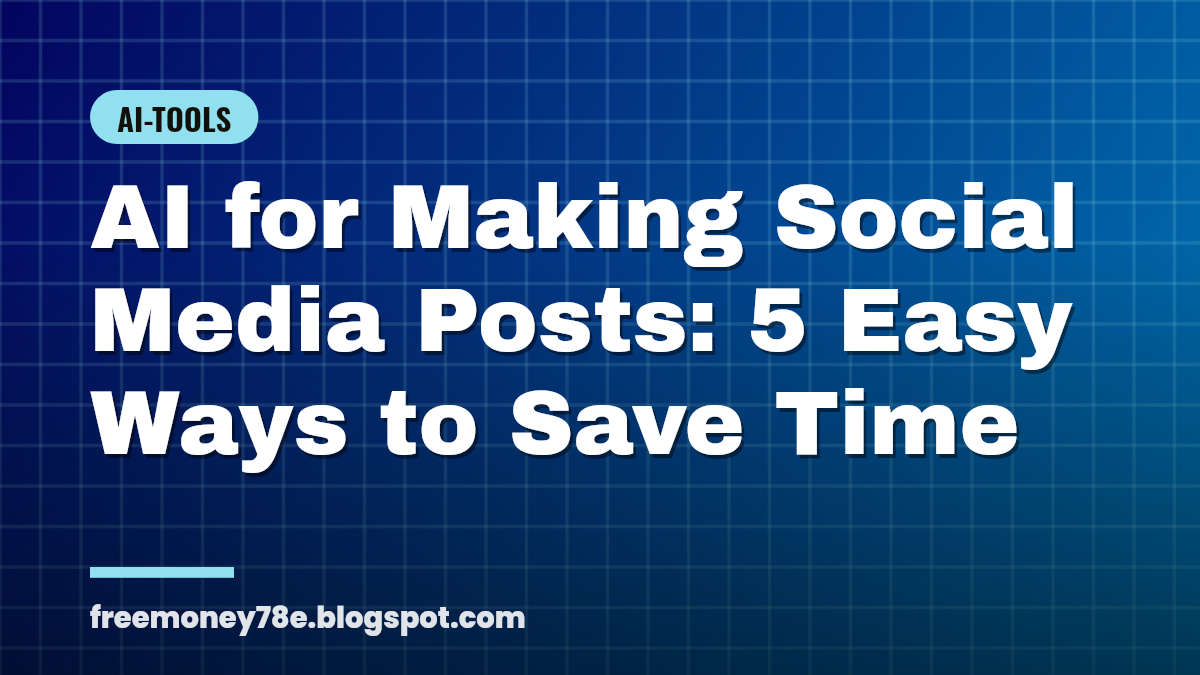 AI-TOOLS
AI for Making Social
Media Posts: 5 Easy
Ways to Save Time
freemoney78e.blogspot.com